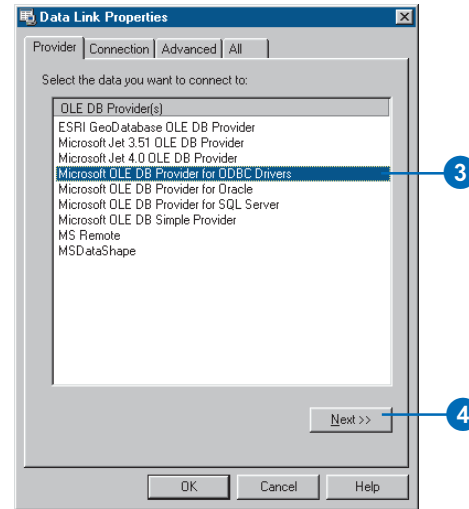 Data Link Properties
Provider Connection Advanced All
Select the data you want to connect to:
OLE DB Provider(s)
ESRI GeoDatabase OLE DB Provider
Microsoft Jet 3.51 OLE DB Provider
Microsoft Jet 4.0 OLE DB Provider
Microsoft OLE DB Provider for ODBC Drivers
3
Microsoft OLE DB Provider for Oracle
Microsoft OLE DB Provider for SQL Server
Microsoft OLE DB Simple Provider
MS Remote
MSDataShape
Next >>
4
OK Cancel Help